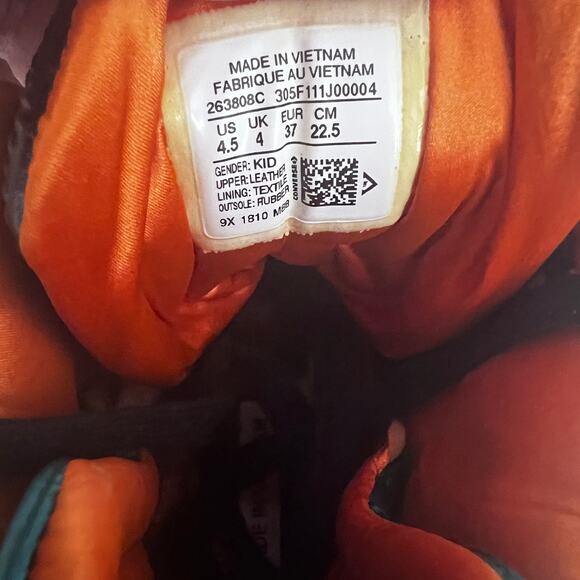 MADE IN VIETNAM
FABRIQUE AU VIETNAM
263808C 305F111J00004
US UK EUR CM
4.5 4 37 22.5
GENDER: KID
UPPER: LEATHER
LINING: TEXTILE
OUTSOLE: RUBBER
CONVERSE
9X 1810